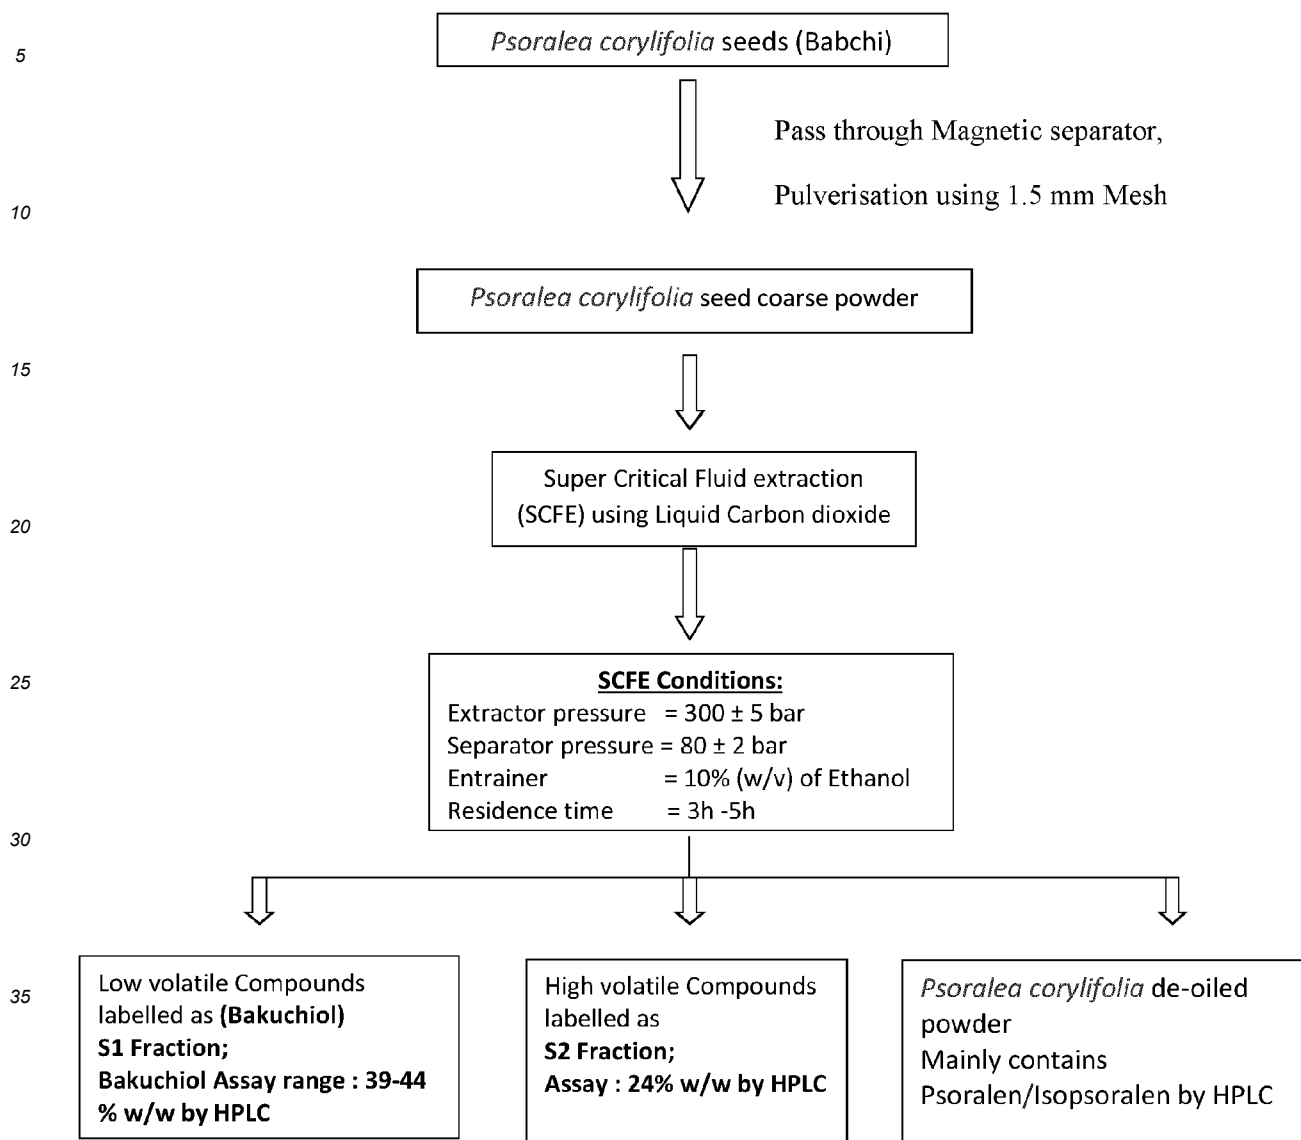 5
Psoralea corylifolia seeds (Babchi)
Pass through Magnetic separator,
Pulverisation using 1.5 mm Mesh
10
Psoralea corylifolia seed coarse powder
15
Super Critical Fluid extraction
(SCFE) using Liquid Carbon dioxide
20
25
SCFE Conditions:
Extractor pressure = 300 ± 5 bar
Separator pressure = 80 ± 2 bar
Entrainer = 10% (w/v) of Ethanol
Residence time = 3h -5h
30
35
Low volatile Compounds
labelled as (Bakuchiol)
S1 Fraction;
Bakuchiol Assay range : 39-44
% w/w by HPLC
High volatile Compounds
labelled as
S2 Fraction;
Assay : 24% w/w by HPLC
Psoralea corylifolia de-oiled
powder
Mainly contains
Psoralen/Isopsoralen by HPLC